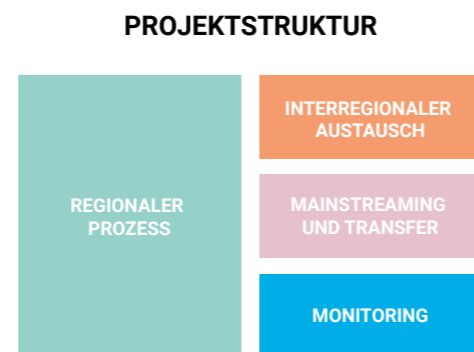 PROJEKTSTRUKTUR
REGIONALER
PROZESS
INTERREGIONALER
AUSTAUSCH
MAINSTREAMING
UND TRANSFER
MONITORING